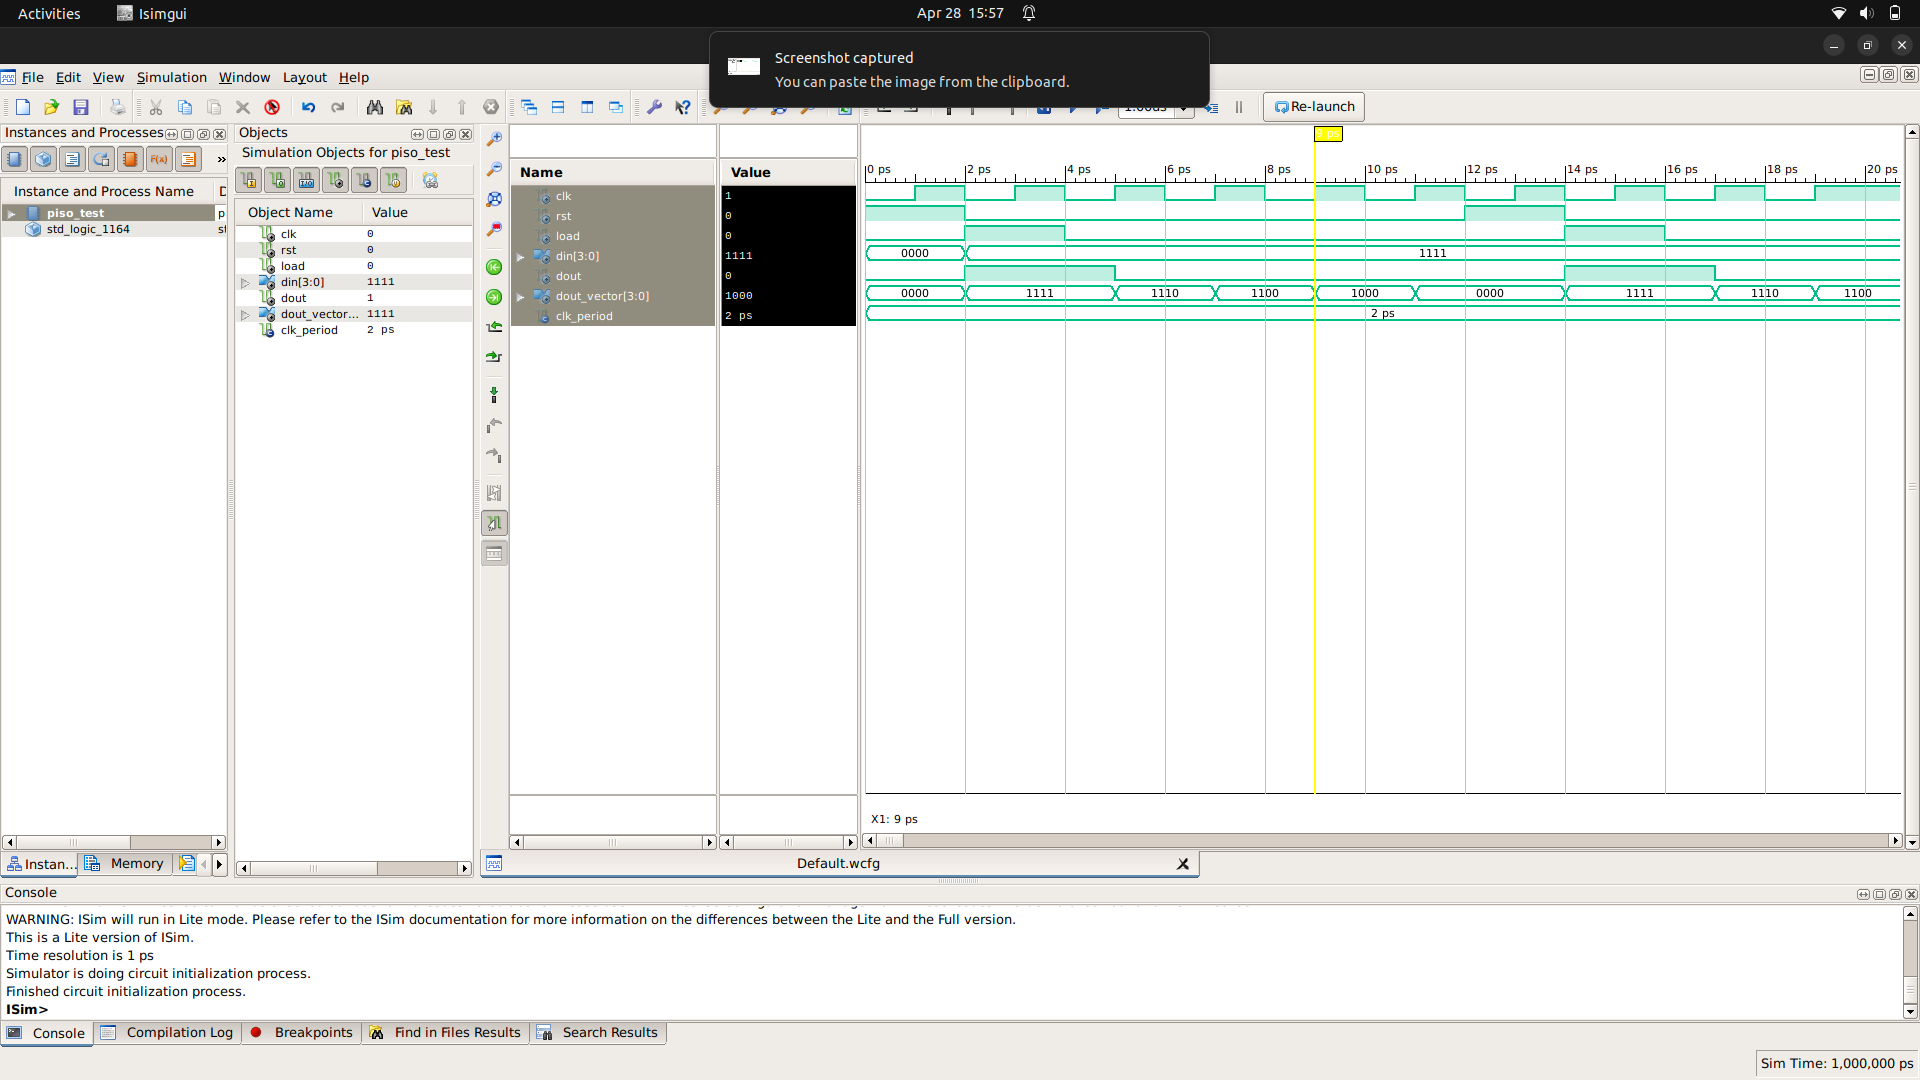 Activities
Isimgui
Apr 28 15:57
Screenshot captured
You can paste the image from the clipboard.
File Edit View Simulation Window Layout Help
Re-launch
Instances and Processes
Objects
Simulation Objects for piso_test
Instance and Process Name
piso_test
std_logic_1164
Object Name Value
clk 0
rst 0
load 0
din[3:0] 1111
dout 1
dout_vector... 1111
clk_period 2 ps
Name Value
clk 1
rst 0
load 0
din[3:0] 1111
dout 0
dout_vector[3:0] 1000
clk_period 2 ps
9 ps
0 ps 2 ps 4 ps 6 ps 8 ps 10 ps 12 ps 14 ps 16 ps 18 ps 20 ps
0000 1111
0000 1111 1110 1100 1000 0000 1111 1110 1100
2 ps
X1: 9 ps
Instan... Memory
Default.wcfg
Console
WARNING: ISim will run in Lite mode. Please refer to the ISim documentation for more information on the differences between the Lite and the Full version.
This is a Lite version of ISim.
Time resolution is 1 ps
Simulator is doing circuit initialization process.
Finished circuit initialization process.
ISim>
Console Compilation Log Breakpoints Find in Files Results Search Results
Sim Time: 1,000,000 ps